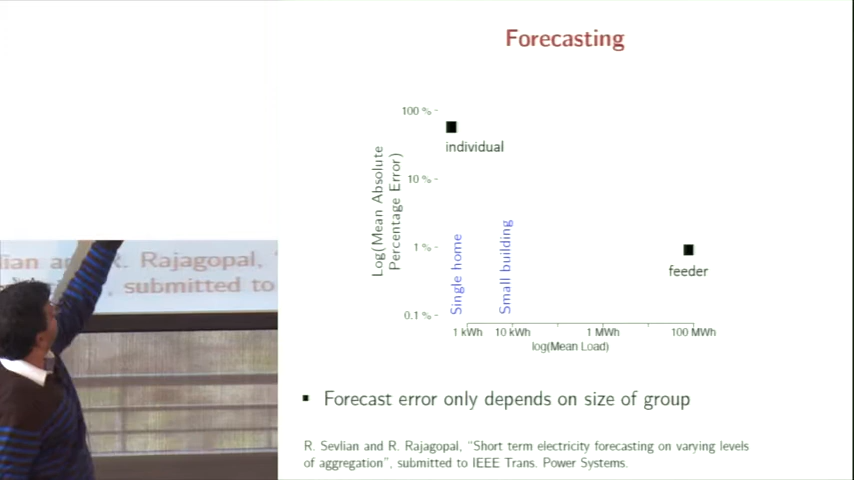 Forecasting
100 %
individual
Log(Mean Absolute
Percentage Error)
10 %
1 %
feeder
Single home
Small building
0.1 %
1 kWh 10 kWh 1 MWh 100 MWh
log(Mean Load)
Forecast error only depends on size of group
R. Sevlian and R. Rajagopal, "Short term electricity forecasting on varying levels
of aggregation", submitted to IEEE Trans. Power Systems.
lian an R. Rajagopal,
submitted to